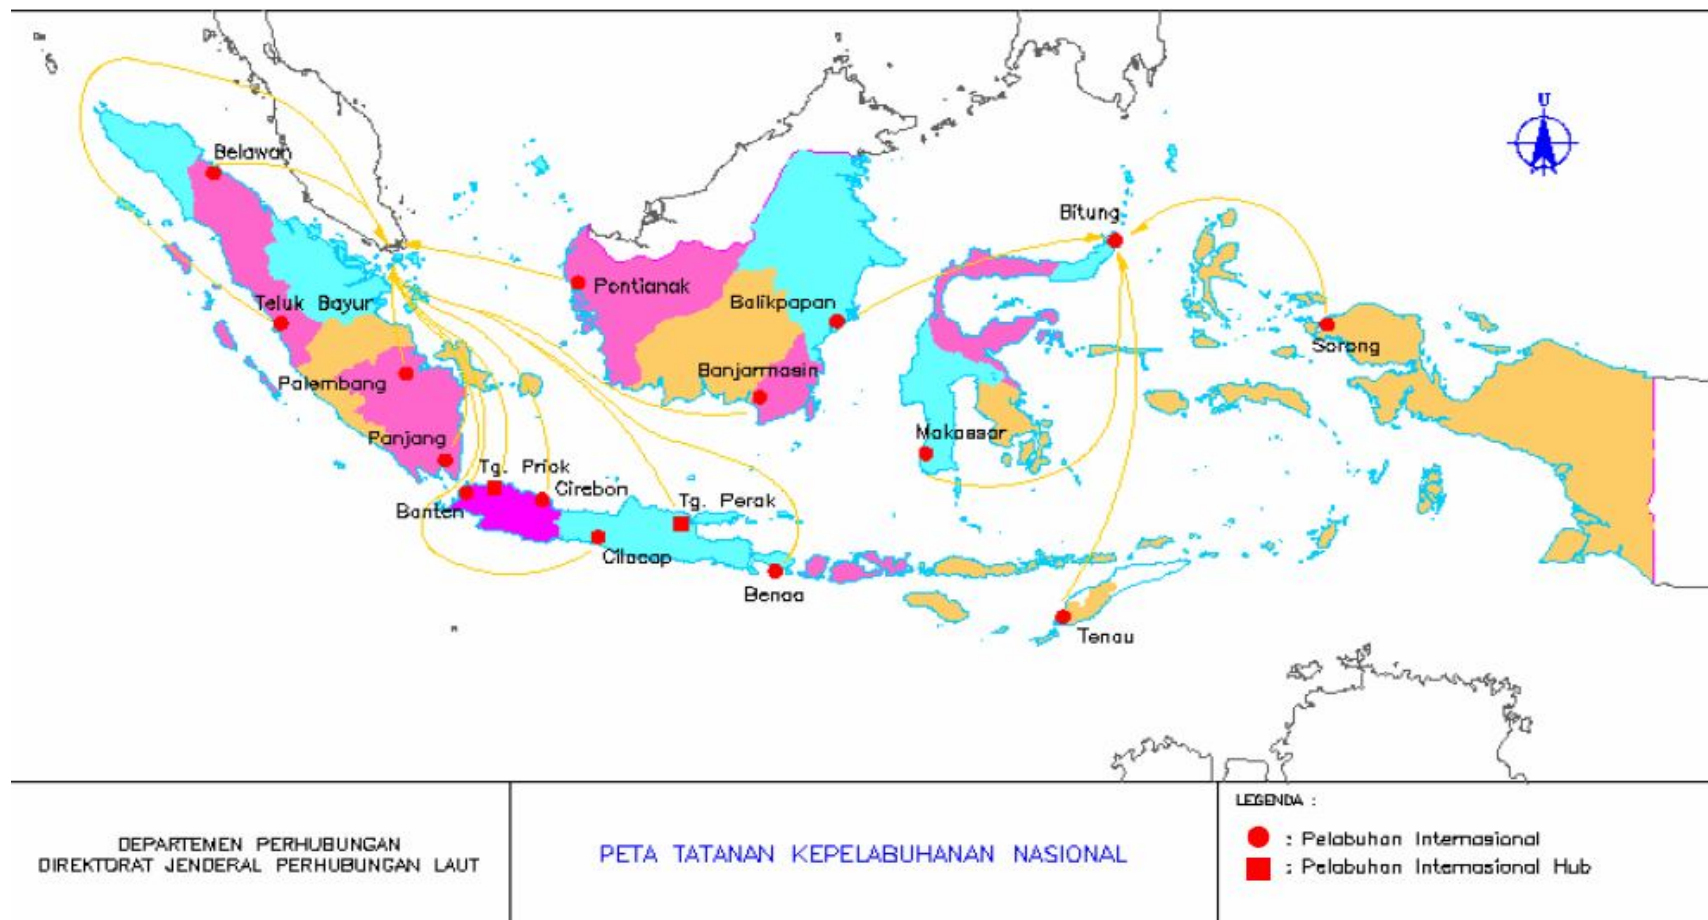 U
Belawan
Bitung
Pontianak
Teluk Bayur
Balikpapan
Sorong
Palembang
Banjarmasin
Panjang
Makassar
Tg. Priok
Cirebon
Tg. Perak
Banten
Cilacap
Benoa
Tenau
DEPARTEMEN PERHUBUNGAN
DIREKTORAT JENDERAL PERHUBUNGAN LAUT
PETA TATANAN KEPELABUHANAN NASIONAL
LEGENDA :
: Pelabuhan Internasional
: Pelabuhan Internasional Hub